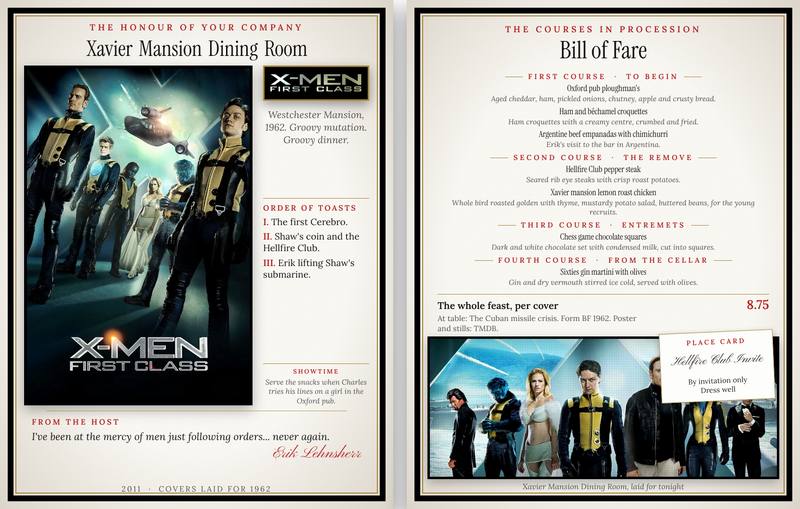 THE HONOUR OF YOUR COMPANY
Xavier Mansion Dining Room
X-MEN
FIRST CLASS
Westchester Mansion,
1962. Groovy mutation.
Groovy dinner.
ORDER OF TOASTS
I. The first Cerebro.
II. Shaw's coin and the
Hellfire Club.
III. Erik lifting Shaw's
submarine.
X-MEN
FIRST CLASS
SHOWTIME
Serve the snacks when Charles
tries his lines on a girl in the
Oxford pub.
FROM THE HOST
I've been at the mercy of men just following orders... never again.
Erik Lehnsherr
2011 · COVERS LAID FOR 1962
THE COURSES IN PROCESSION
Bill of Fare
FIRST COURSE · TO BEGIN
Oxford pub ploughman's
Aged cheddar, ham, pickled onions, chutney, apple and crusty bread.
Ham and béchamel croquettes
Ham croquettes with a creamy centre, crumbed and fried.
Argentine beef empanadas with chimichurri
Erik's visit to the bar in Argentina.
SECOND COURSE · THE REMOVE
Hellfire Club pepper steak
Seared rib eye steaks with crisp roast potatoes.
Xavier mansion lemon roast chicken
Whole bird roasted golden with thyme, mustardy potato salad, buttered beans, for the young
recruits.
THIRD COURSE · ENTREMETS
Chess game chocolate squares
Dark and white chocolate set with condensed milk, cut into squares.
FOURTH COURSE · FROM THE CELLAR
Sixties gin martini with olives
Gin and dry vermouth stirred ice cold, served with olives.
The whole feast, per cover 8.75
At table: The Cuban missile crisis. Form BF 1962. Poster
and stills: TMDB.
PLACE CARD
Hellfire Club Invite
By invitation only
Dress well
Xavier Mansion Dining Room, laid for tonight